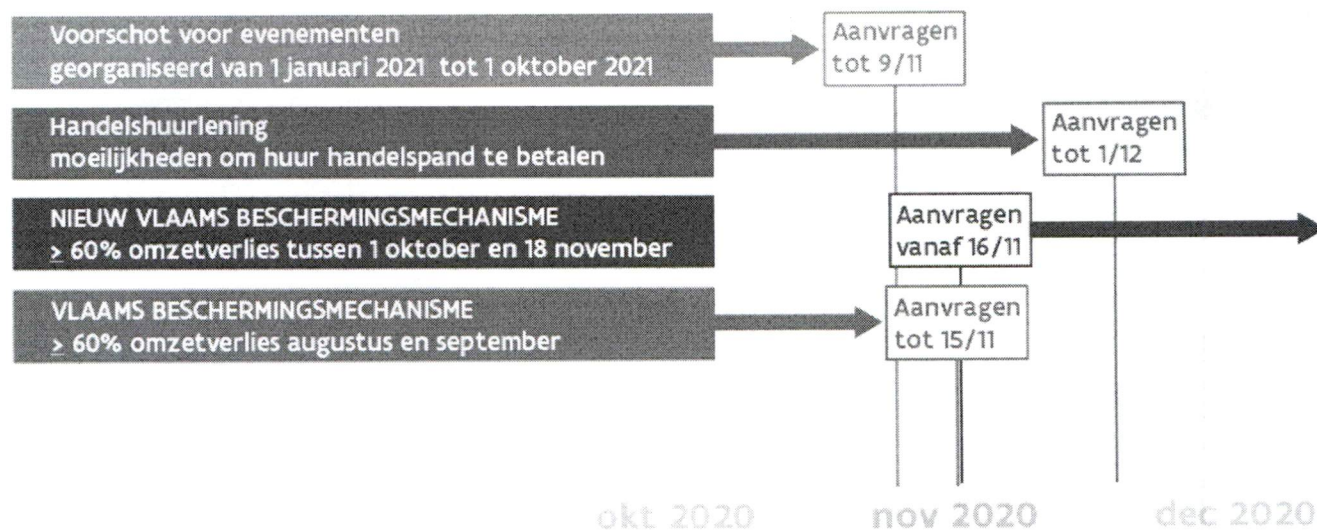 Voorschot voor evenementen
georganiseerd van 1 januari 2021 tot 1 oktober 2021
Aanvragen
tot 9/11
Handelshuurlening
moeilijkheden om huur handelspand te betalen
Aanvragen
tot 1/12
NIEUW VLAAMS BESCHERMINGSMECHANISME
≥ 60% omzetverlies tussen 1 oktober en 18 november
Aanvragen
vanaf 16/11
VLAAMS BESCHERMINGSMECHANISME
≥ 60% omzetverlies augustus en september
Aanvragen
tot 15/11
okt 2020 nov 2020 dec 2020